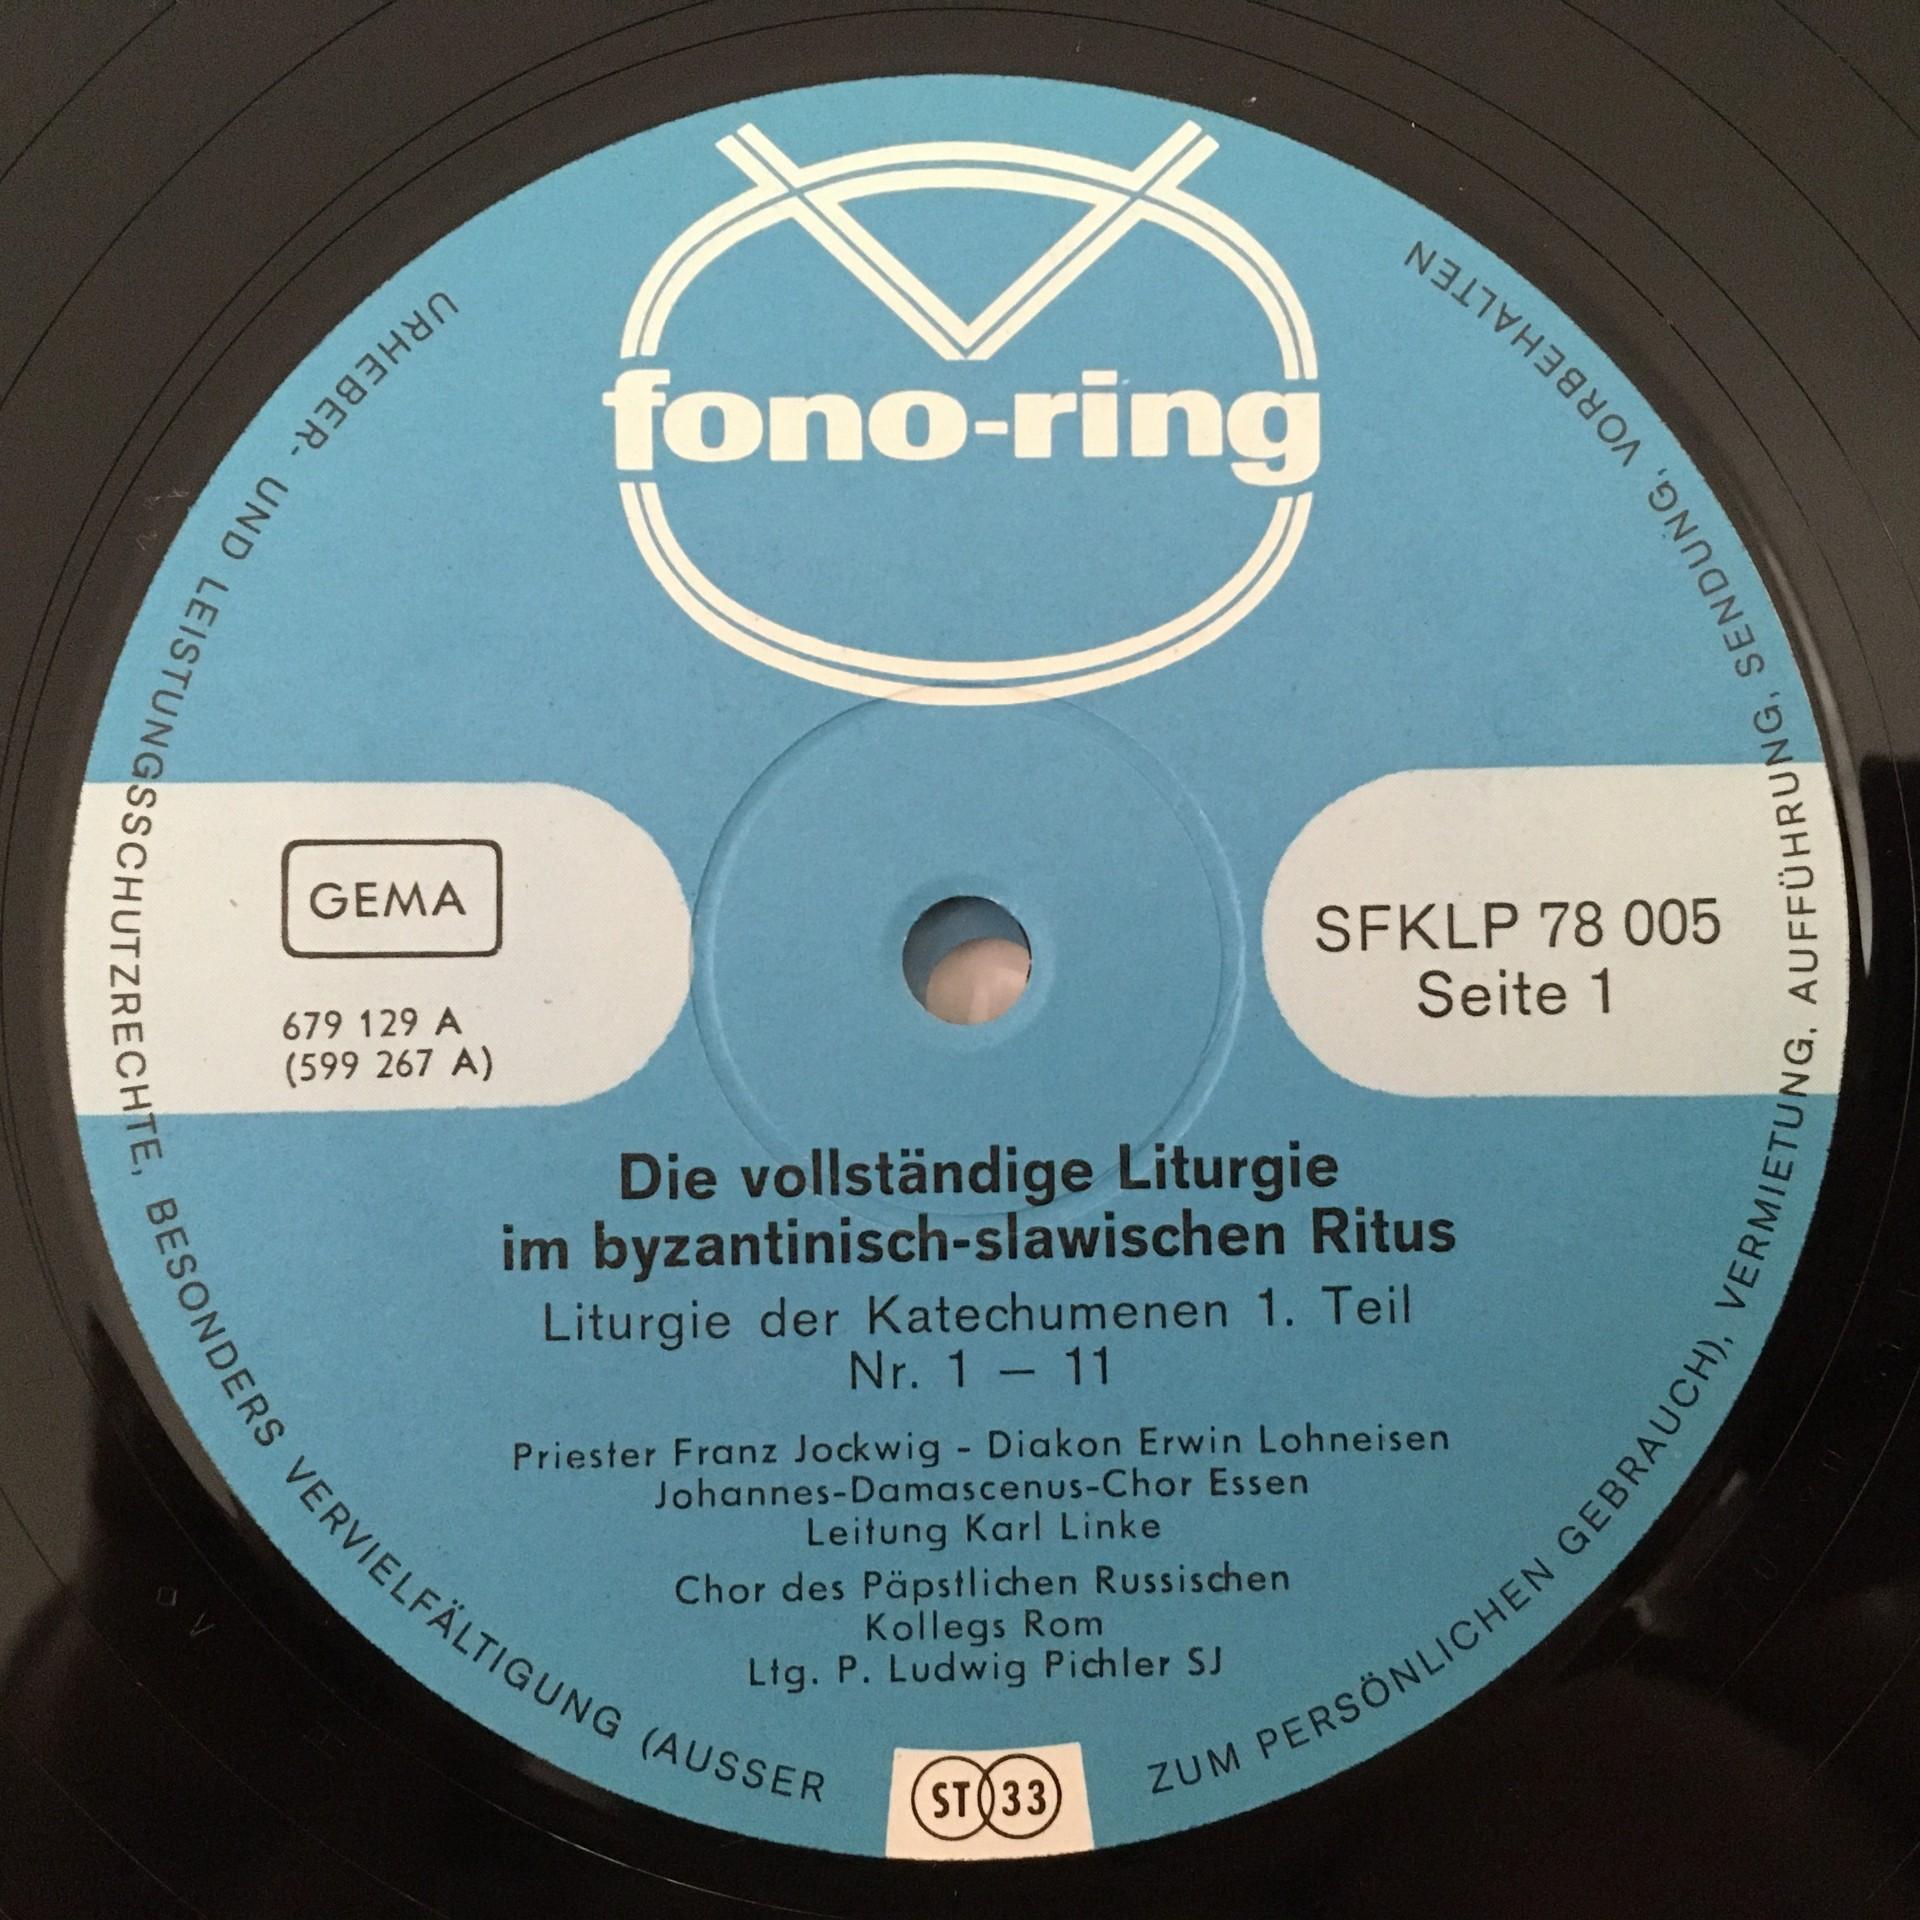 fono-ring
GEMA
679 129 A
(599 267 A)
SFKLP 78 005
Seite 1
Die vollständige Liturgie
im byzantinisch-slawischen Ritus
Liturgie der Katechumenen 1. Teil
Nr. 1 – 11
Priester Franz Jockwig - Diakon Erwin Lohneisen
Johannes-Damascenus-Chor Essen
Leitung Karl Linke
Chor des Päpstlichen Russischen
Kollegs Rom
Ltg. P. Ludwig Pichler SJ
ST 33
URHEBER- UND LEISTUNGSSCHUTZRECHTE, BESONDERS VERVIELFÄLTIGUNG (AUSSER ZUM PERSÖNLICHEN GEBRAUCH), VERMIETUNG, AUFFÜHRUNG, SENDUNG, VORBEHALTEN